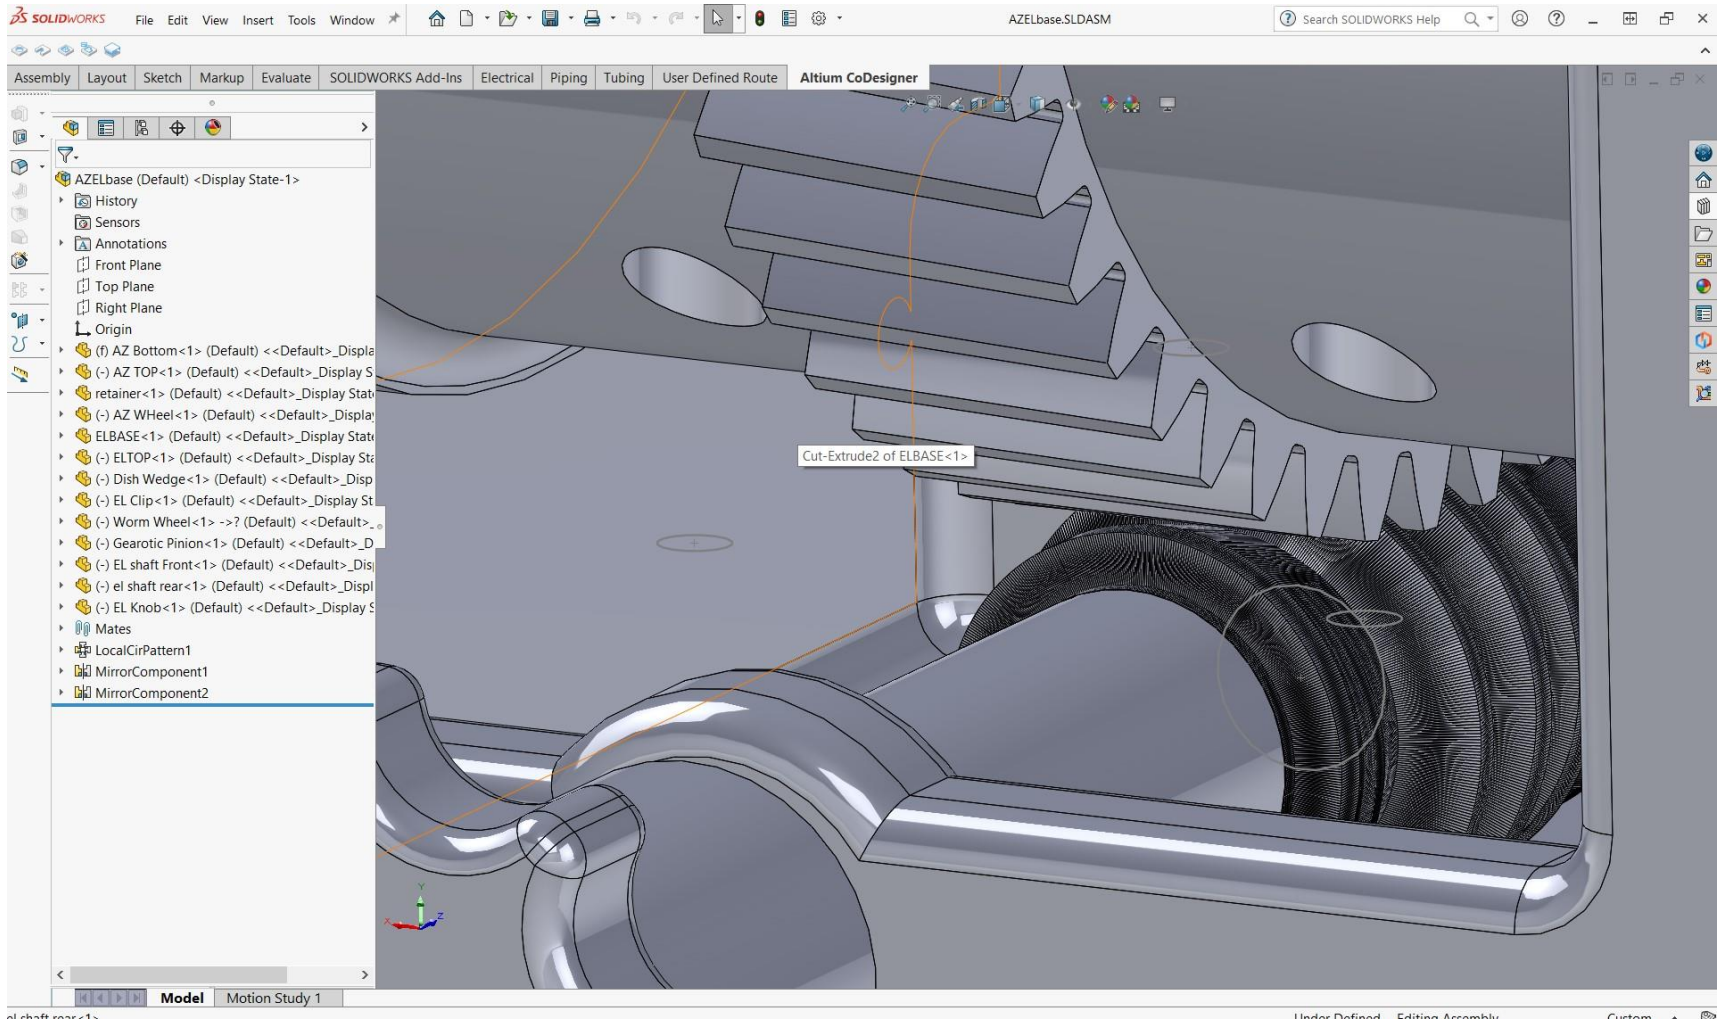 SOLIDWORKS File Edit View Insert Tools Window AZELbase.SLDASM Search SOLIDWORKS Help
Assembly Layout Sketch Markup Evaluate SOLIDWORKS Add-Ins Electrical Piping Tubing User Defined Route Altium CoDesigner
AZELbase (Default) <Display State-1>
History
Sensors
Annotations
Front Plane
Top Plane
Right Plane
Origin
(f) AZ Bottom<1> (Default) <<Default>_Displa
(-) AZ TOP<1> (Default) <<Default>_Display S
retainer<1> (Default) <<Default>_Display Stat
(-) AZ WHeel<1> (Default) <<Default>_Display
ELBASE<1> (Default) <<Default>_Display State
(-) ELTOP<1> (Default) <<Default>_Display Sta
(-) Dish Wedge<1> (Default) <<Default>_Disp
(-) EL Clip<1> (Default) <<Default>_Display St
(-) Worm Wheel<1> ->? (Default) <<Default>_
(-) Gearotic Pinion<1> (Default) <<Default>_D
(-) EL shaft Front<1> (Default) <<Default>_Dis
(-) el shaft rear<1> (Default) <<Default>_Displ
(-) EL Knob<1> (Default) <<Default>_Display S
Mates
LocalCirPattern1
MirrorComponent1
MirrorComponent2
Cut-Extrude2 of ELBASE<1>
Y
X
Z
Model Motion Study 1
el shaft rear<1> Under Defined Editing Assembly Custom